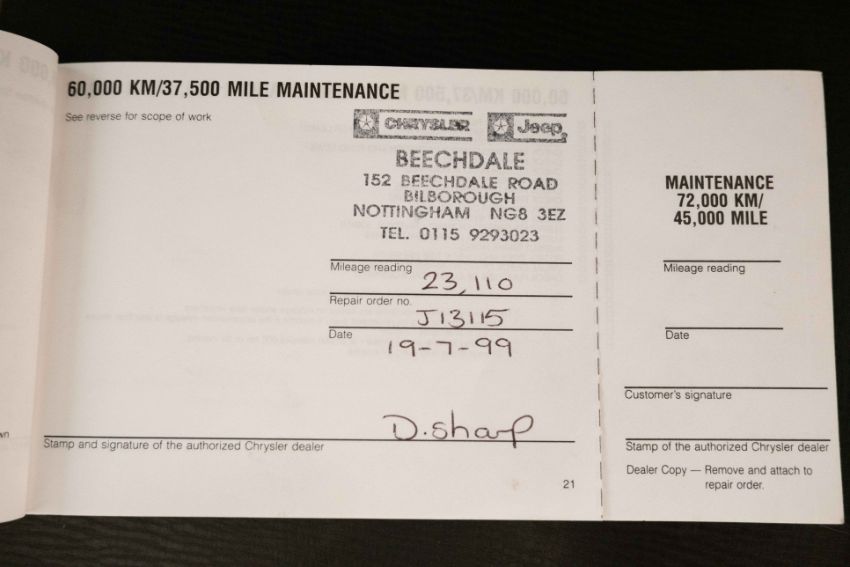 60,000 KM/37,500 MILE MAINTENANCE
See reverse for scope of work
CHRYSLER Jeep
BEECHDALE
152 BEECHDALE ROAD
BILBOROUGH
NOTTINGHAM NG8 3EZ
TEL. 0115 9293023
Mileage reading
23,110
Repair order no.
J13115
Date
19-7-99
D. Sharp
Stamp and signature of the authorized Chrysler dealer
21
MAINTENANCE
72,000 KM/
45,000 MILE
Mileage reading
Date
Customer's signature
Stamp of the authorized Chrysler dealer
Dealer Copy — Remove and attach to
repair order.